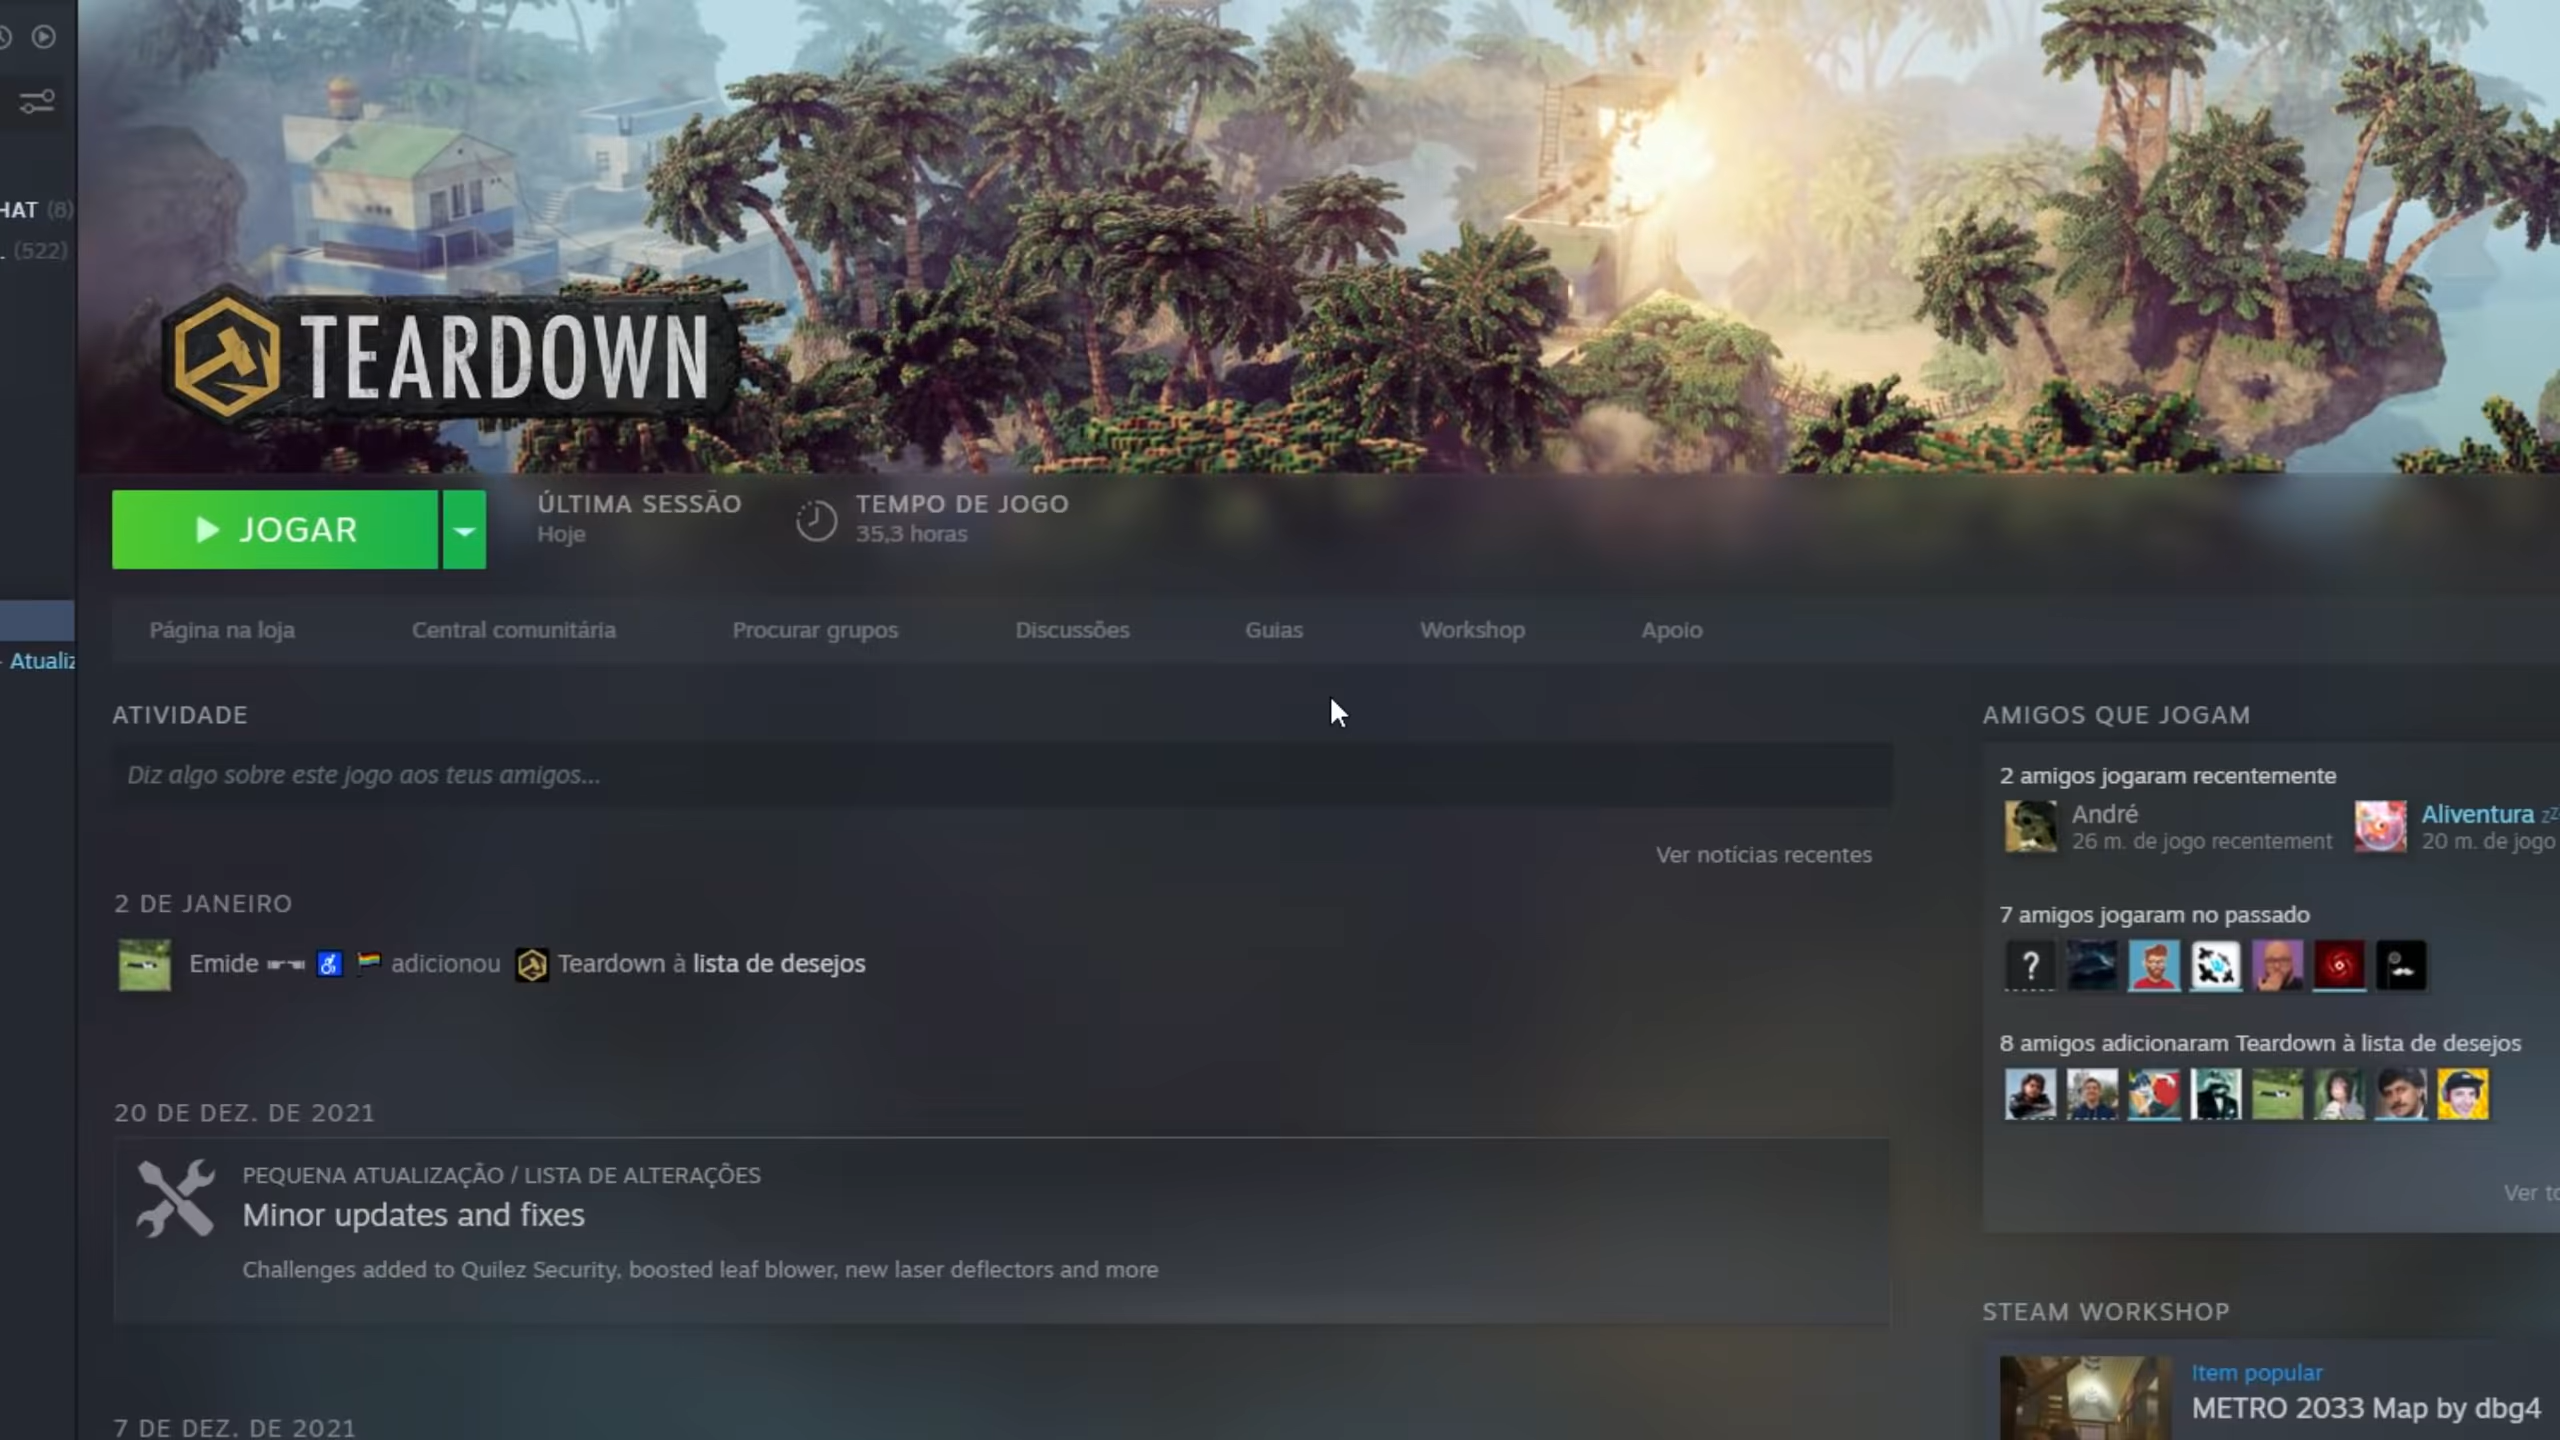 HAT (8)
(522)
TEARDOWN
JOGAR
ÚLTIMA SESSÃO
Hoje
TEMPO DE JOGO
35,3 horas
Página na loja
Central comunitária
Procurar grupos
Discussões
Guias
Workshop
Apoio
- Atualiz
ATIVIDADE
Diz algo sobre este jogo aos teus amigos...
Ver notícias recentes
2 DE JANEIRO
Emide adicionou Teardown à lista de desejos
20 DE DEZ. DE 2021
PEQUENA ATUALIZAÇÃO / LISTA DE ALTERAÇÕES
Minor updates and fixes
Challenges added to Quilez Security, boosted leaf blower, new laser deflectors and more
7 DE DEZ. DE 2021
AMIGOS QUE JOGAM
2 amigos jogaram recentemente
André
26 m. de jogo recentement
Aliventura zz
20 m. de jogo
7 amigos jogaram no passado
?
8 amigos adicionaram Teardown à lista de desejos
Ver to
STEAM WORKSHOP
Item popular
METRO 2033 Map by dbg4